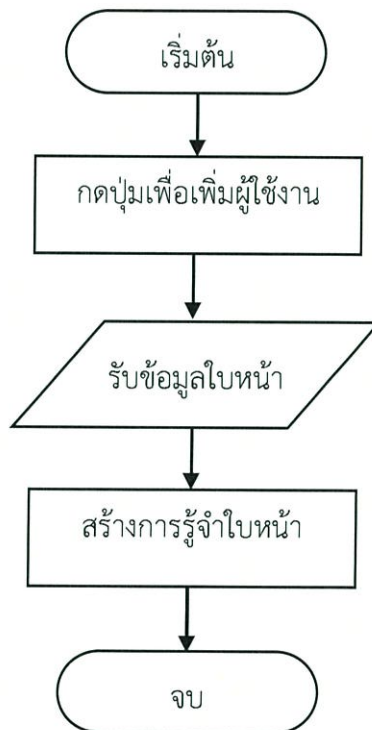 เริ่มต้น
กดปุ่มเพื่อเพิ่มผู้ใช้งาน
รับข้อมูลใบหน้า
สร้างการรู้จำใบหน้า
จบ